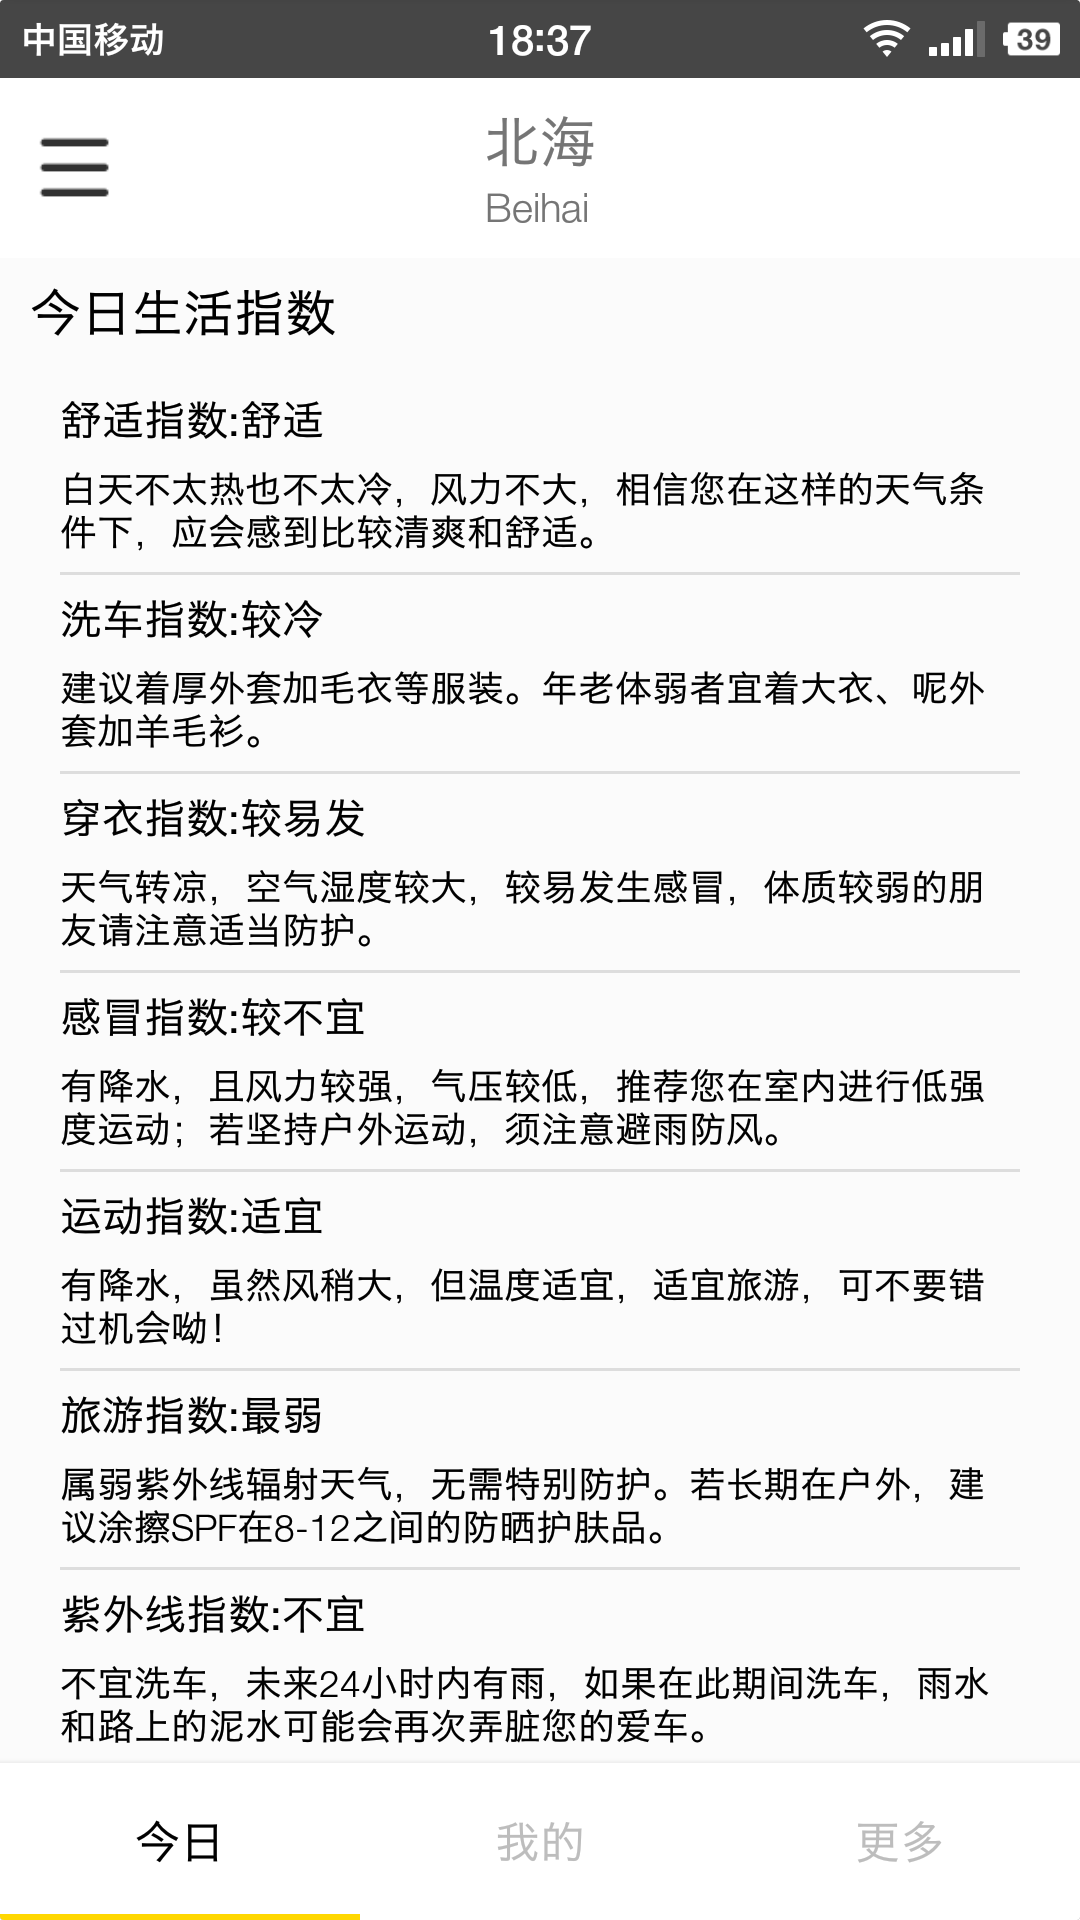 中国移动 18:37 39
北海
Beihai
今日生活指数
舒适指数:舒适
白天不太热也不太冷，风力不大，相信您在这样的天气条
件下，应会感到比较清爽和舒适。
洗车指数:较冷
建议着厚外套加毛衣等服装。年老体弱者宜着大衣、呢外
套加羊毛衫。
穿衣指数:较易发
天气转凉，空气湿度较大，较易发生感冒，体质较弱的朋
友请注意适当防护。
感冒指数:较不宜
有降水，且风力较强，气压较低，推荐您在室内进行低强
度运动；若坚持户外运动，须注意避雨防风。
运动指数:适宜
有降水，虽然风稍大，但温度适宜，适宜旅游，可不要错
过机会呦！
旅游指数:最弱
属弱紫外线辐射天气，无需特别防护。若长期在户外，建
议涂擦SPF在8-12之间的防晒护肤品。
紫外线指数:不宜
不宜洗车，未来24小时内有雨，如果在此期间洗车，雨水
和路上的泥水可能会再次弄脏您的爱车。
今日 我的 更多